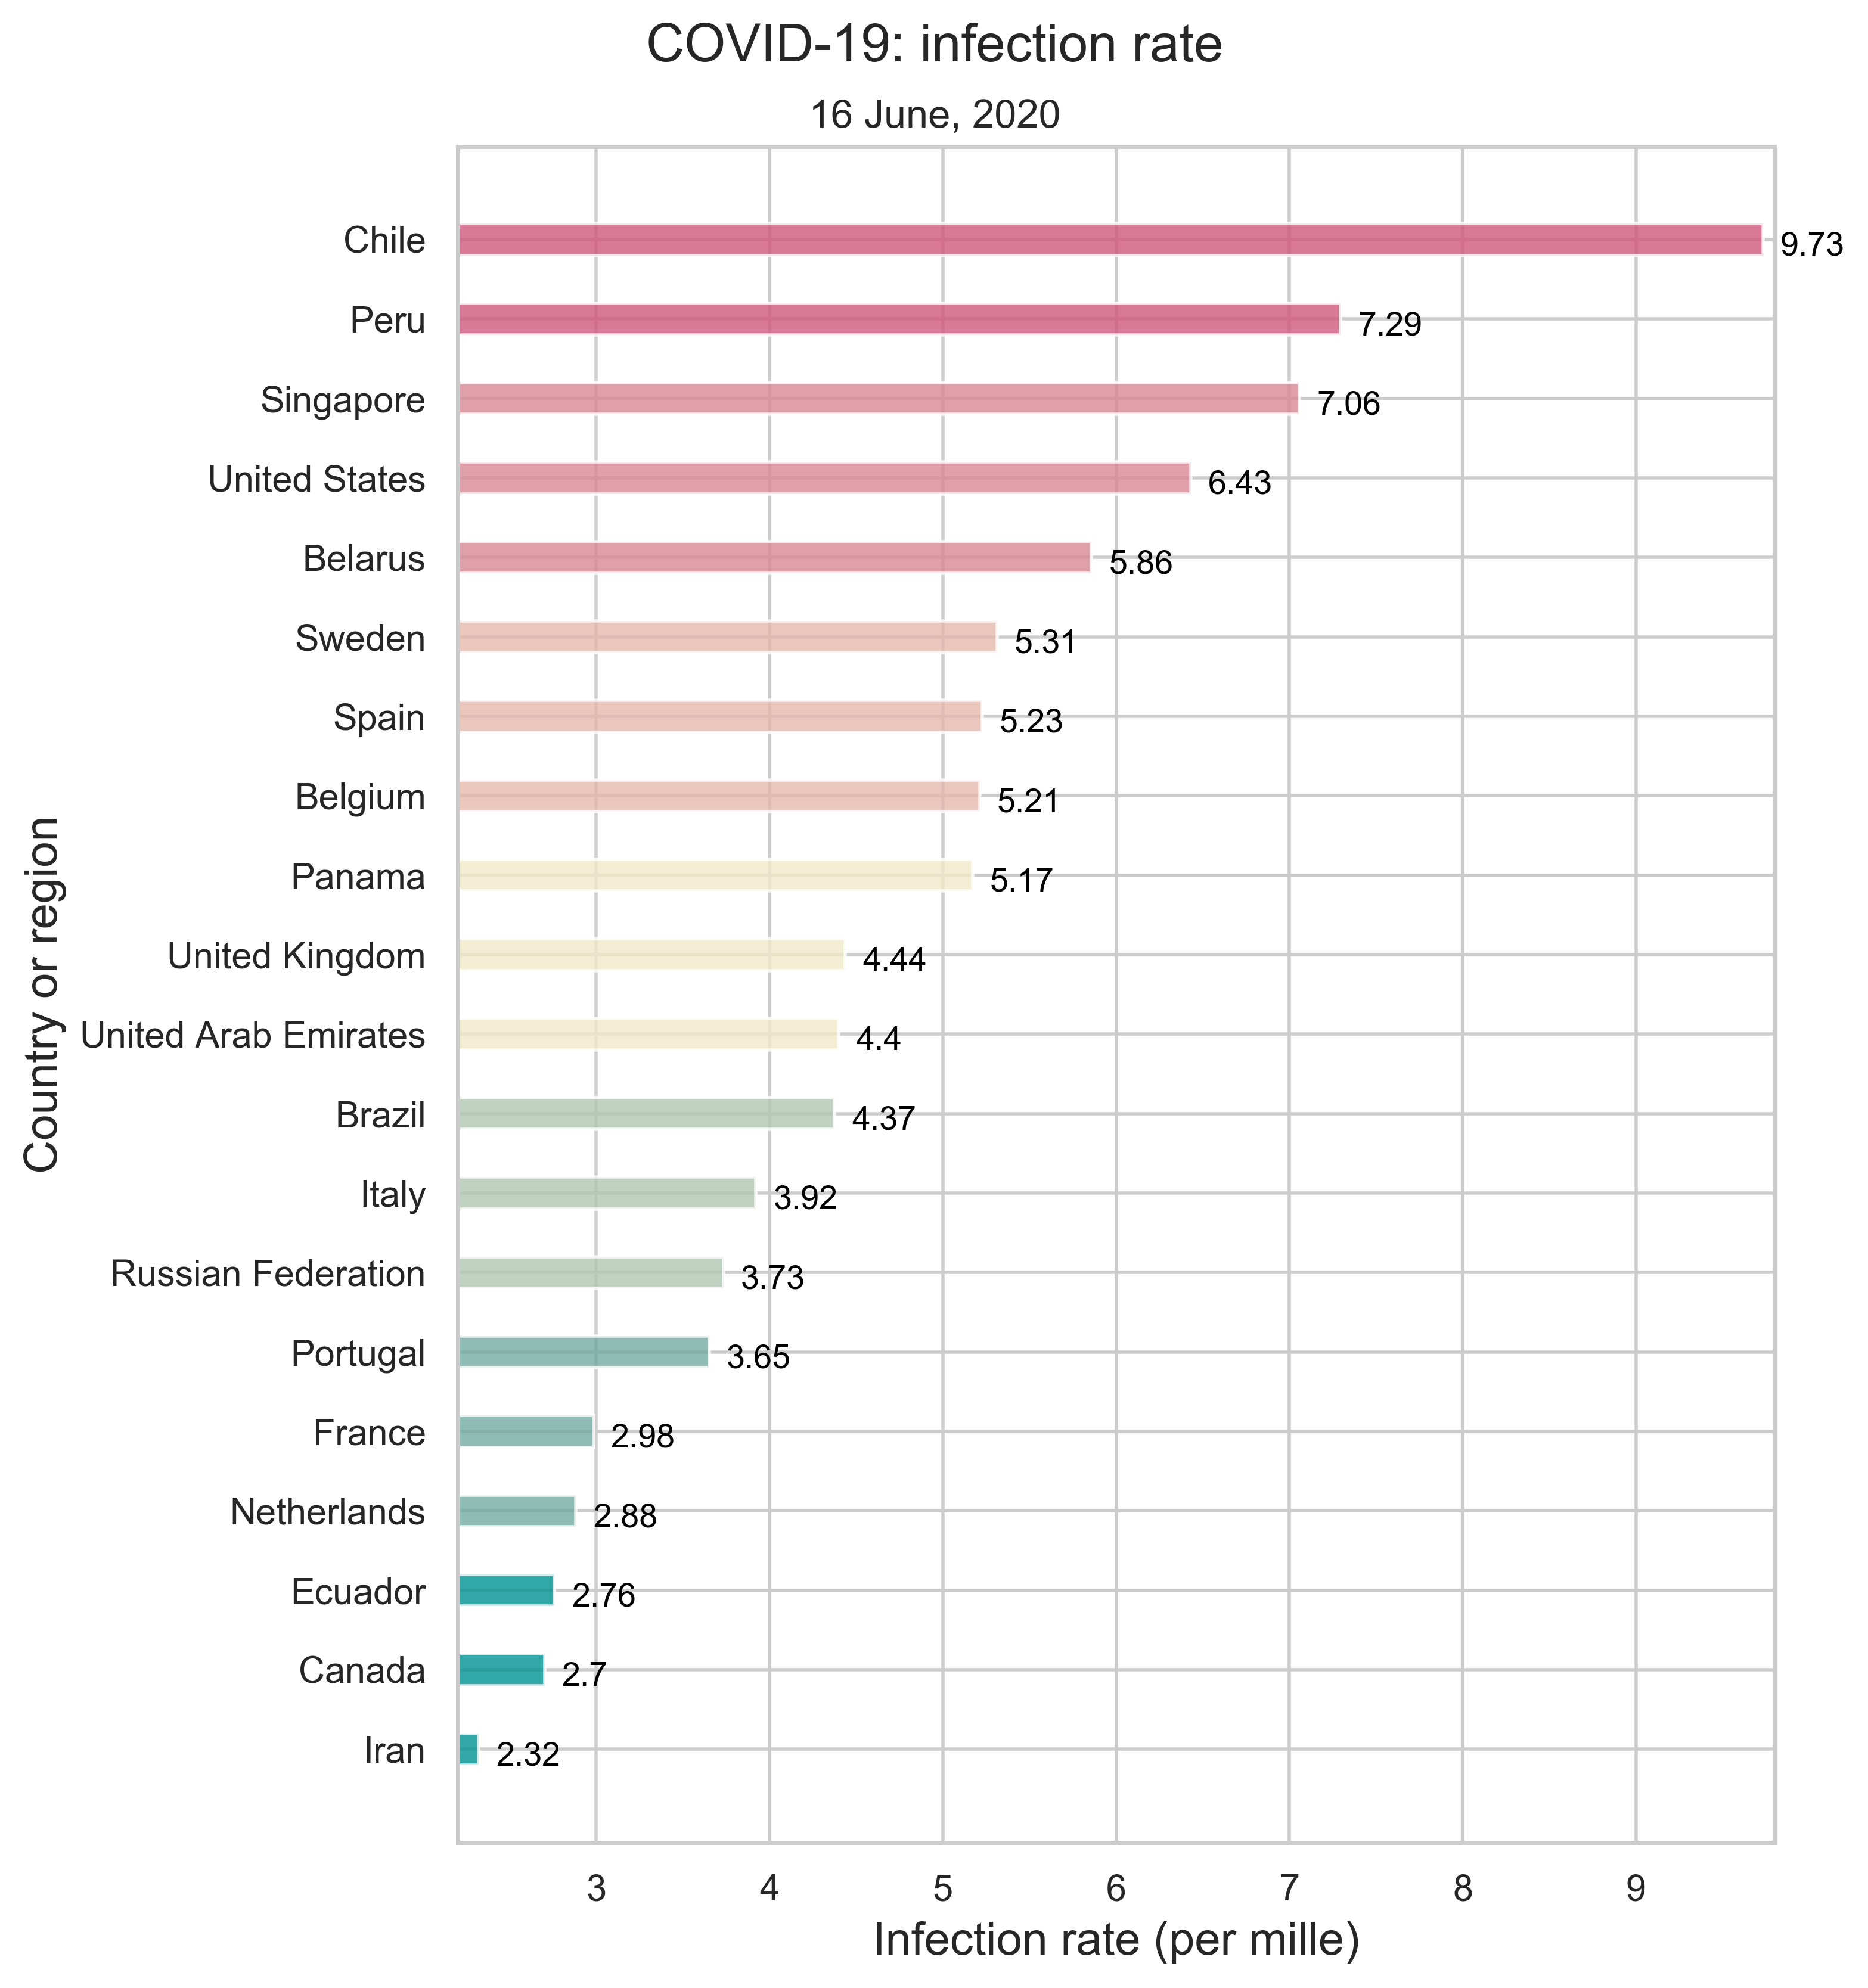 COVID-19: infection rate
16 June, 2020
Chile 9.73
Peru 7.29
Singapore 7.06
United States 6.43
Belarus 5.86
Sweden 5.31
Spain 5.23
Belgium 5.21
Panama 5.17
United Kingdom 4.44
United Arab Emirates 4.4
Brazil 4.37
Italy 3.92
Russian Federation 3.73
Portugal 3.65
France 2.98
Netherlands 2.88
Ecuador 2.76
Canada 2.7
Iran 2.32
Country or region
3 4 5 6 7 8 9
Infection rate (per mille)